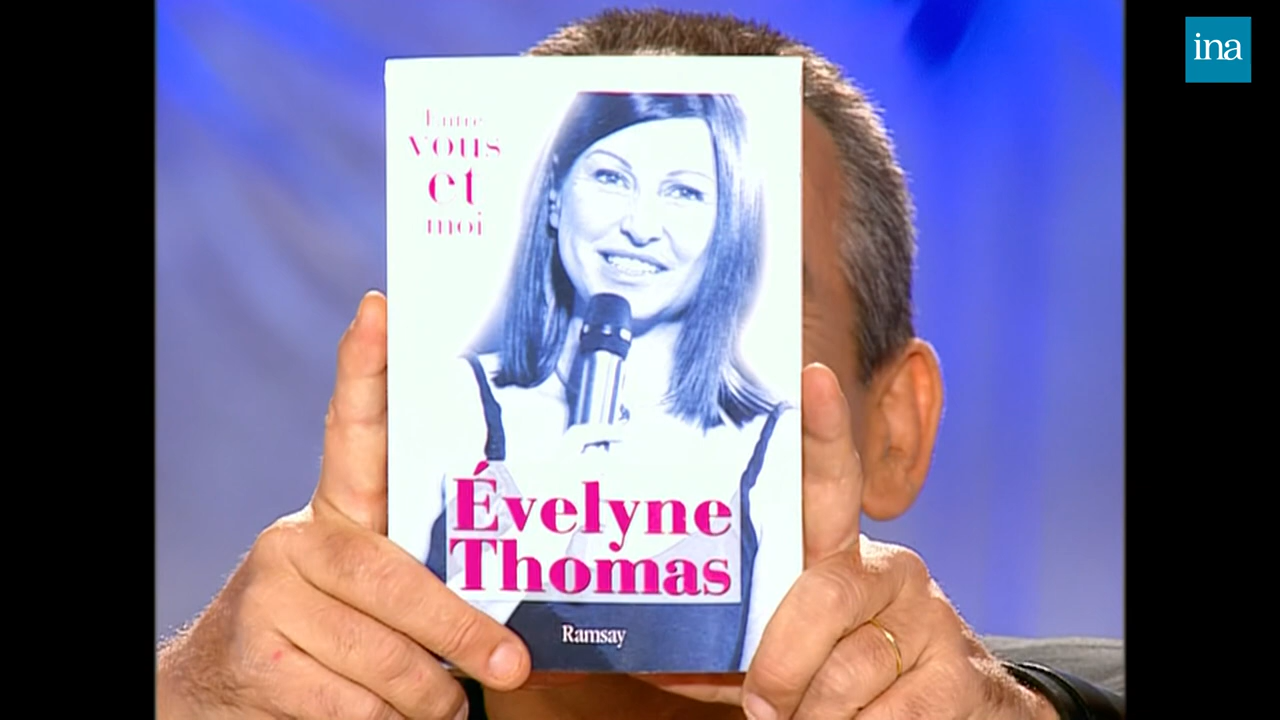 ina
Entre
vous
et
moi
Évelyne
Thomas
Ramsay